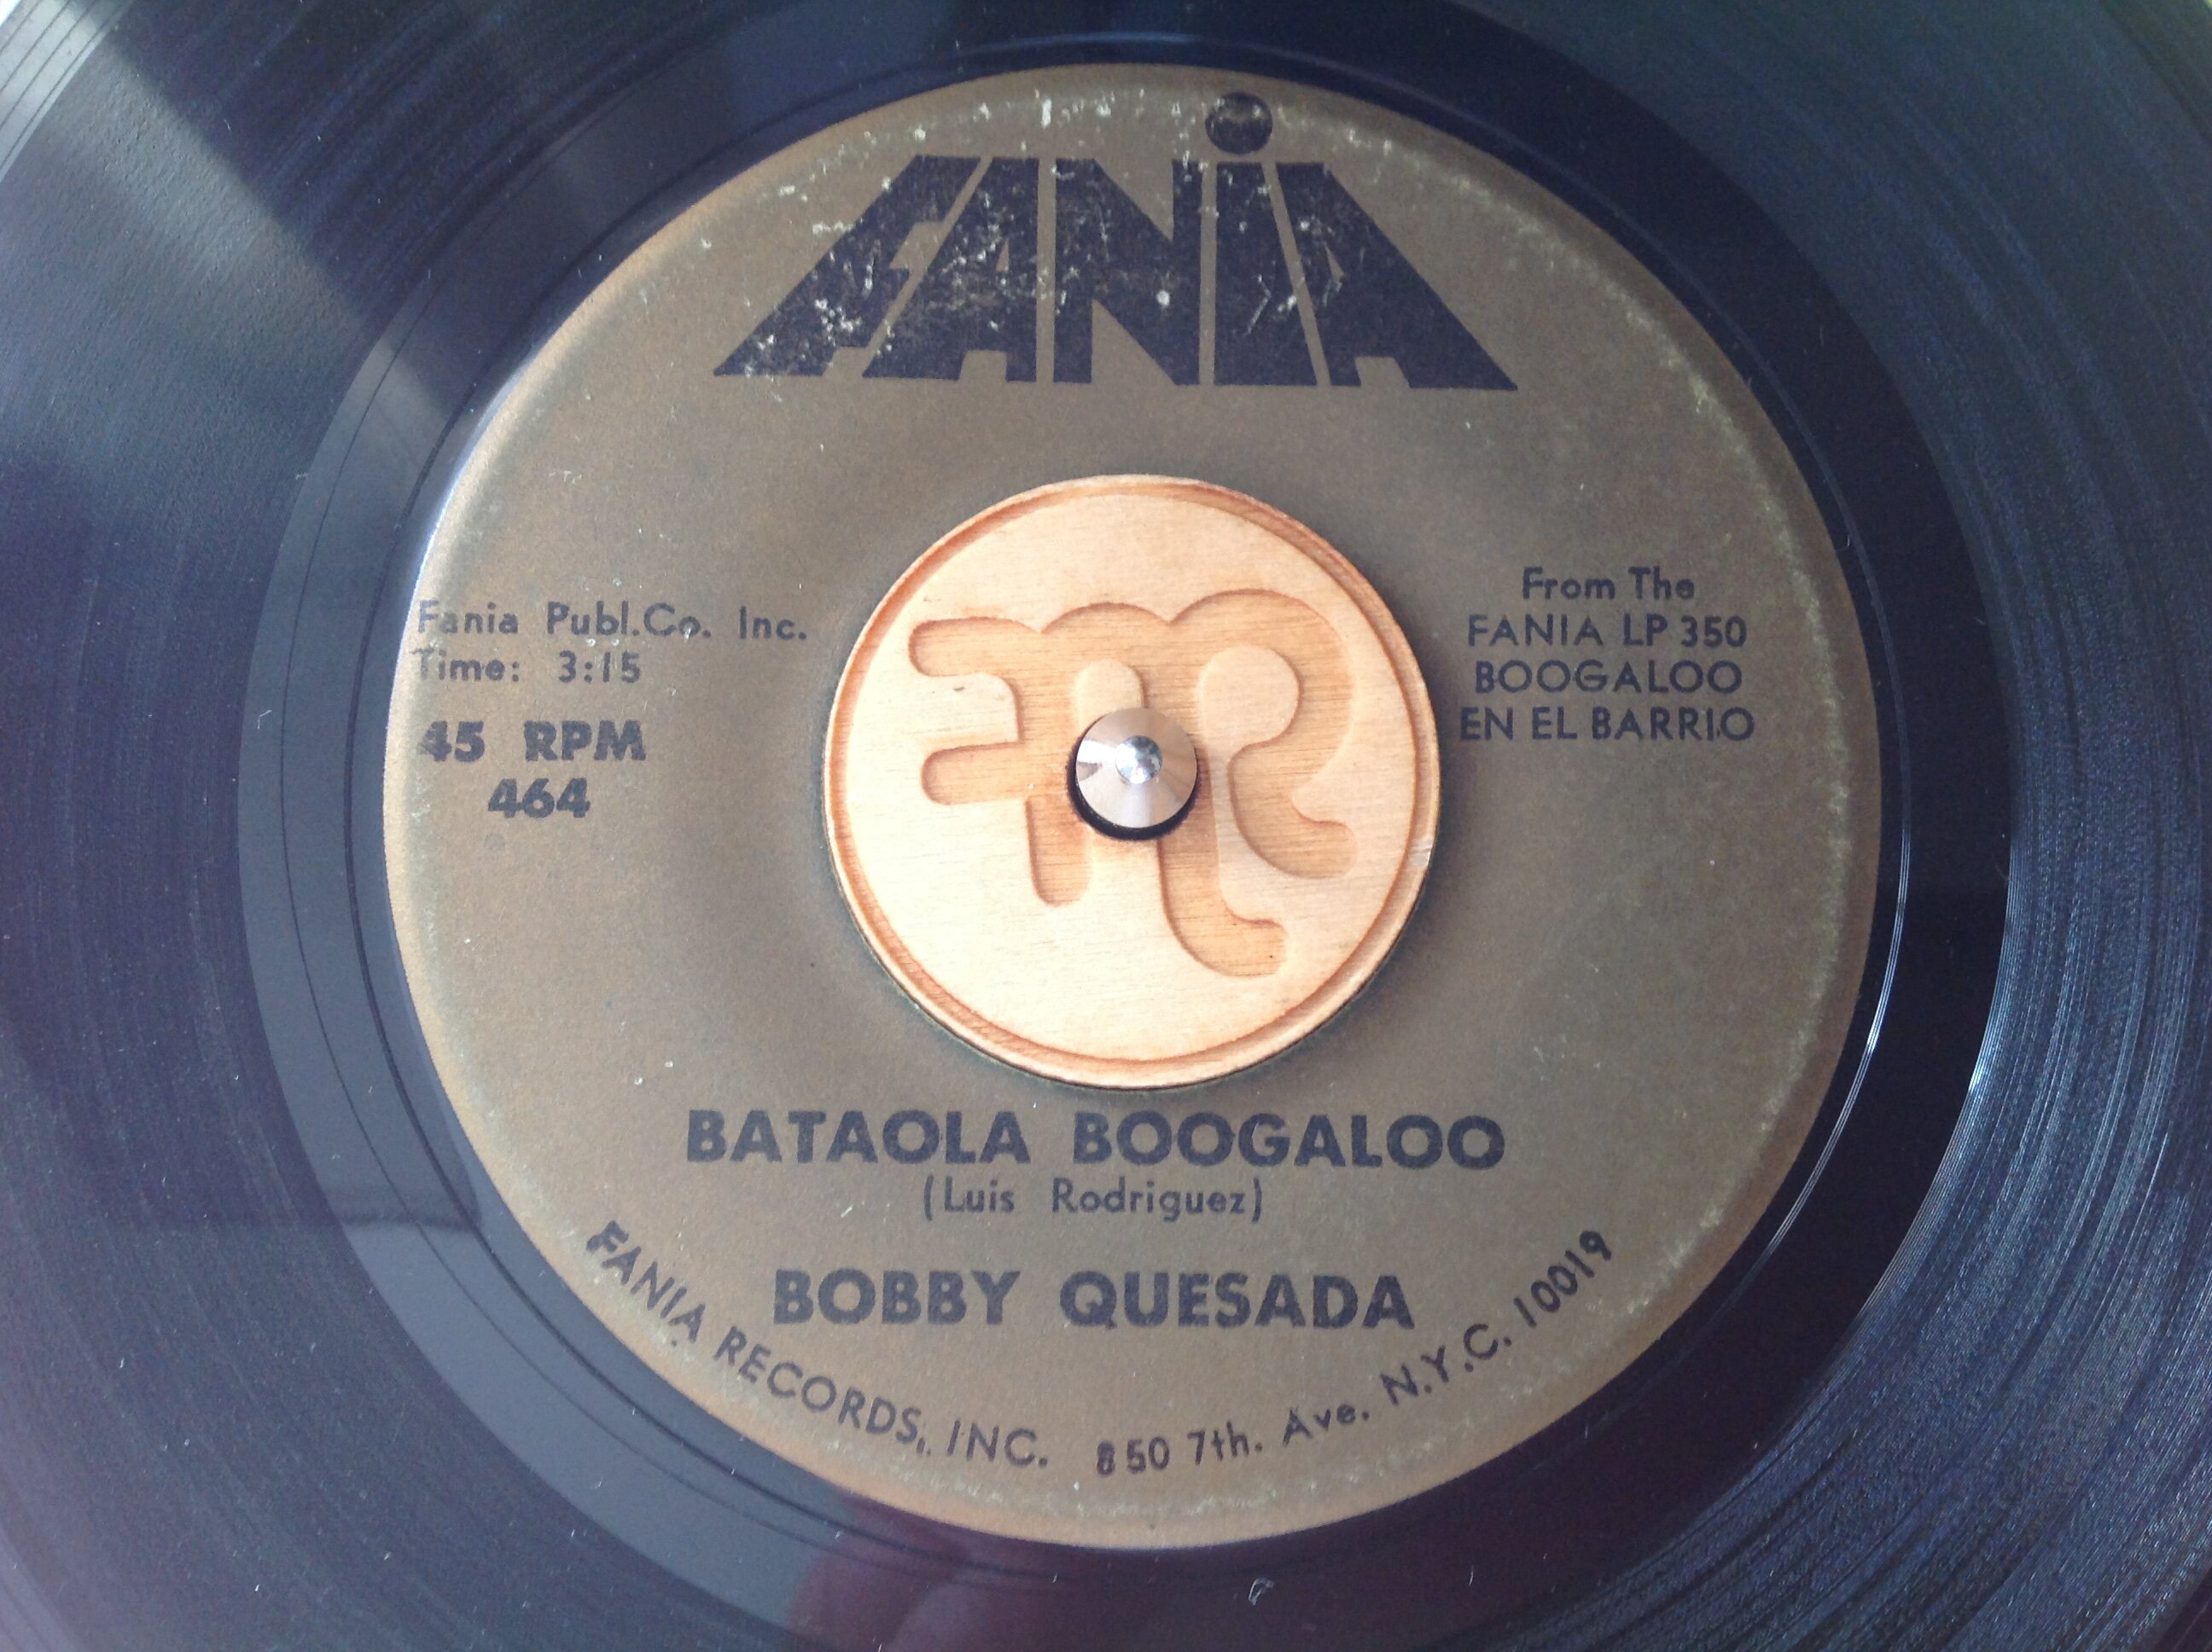 FANiA
Fania Publ.Co. Inc.
Time: 3:15
45 RPM
464
From The
FANIA LP 350
BOOGALOO
EN EL BARRIO
BATAOLA BOOGALOO
(Luis Rodriguez)
BOBBY QUESADA
FANIA RECORDS, INC. 850 7th. Ave. N.Y.C. 10019